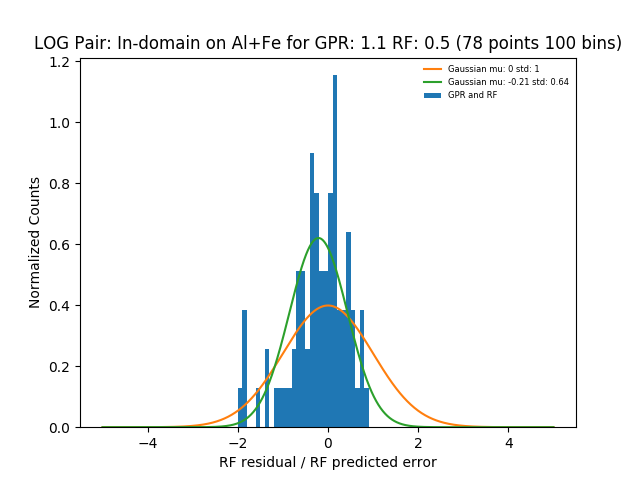 LOG Pair: In-domain on Al+Fe for GPR: 1.1 RF: 0.5 (78 points 100 bins)
Gaussian mu: 0 std: 1
Gaussian mu: -0.21 std: 0.64
GPR and RF
Normalized Counts
1.2
1.0
0.8
0.6
0.4
0.2
0.0
−4
−2
0
2
4
RF residual / RF predicted error